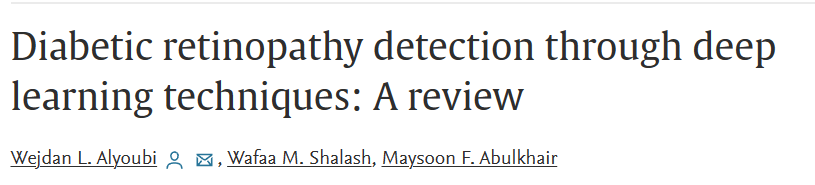 Diabetic retinopathy detection through deep
learning techniques: A review
Wejdan L. Alyoubi , Wafaa M. Shalash, Maysoon F. Abulkhair